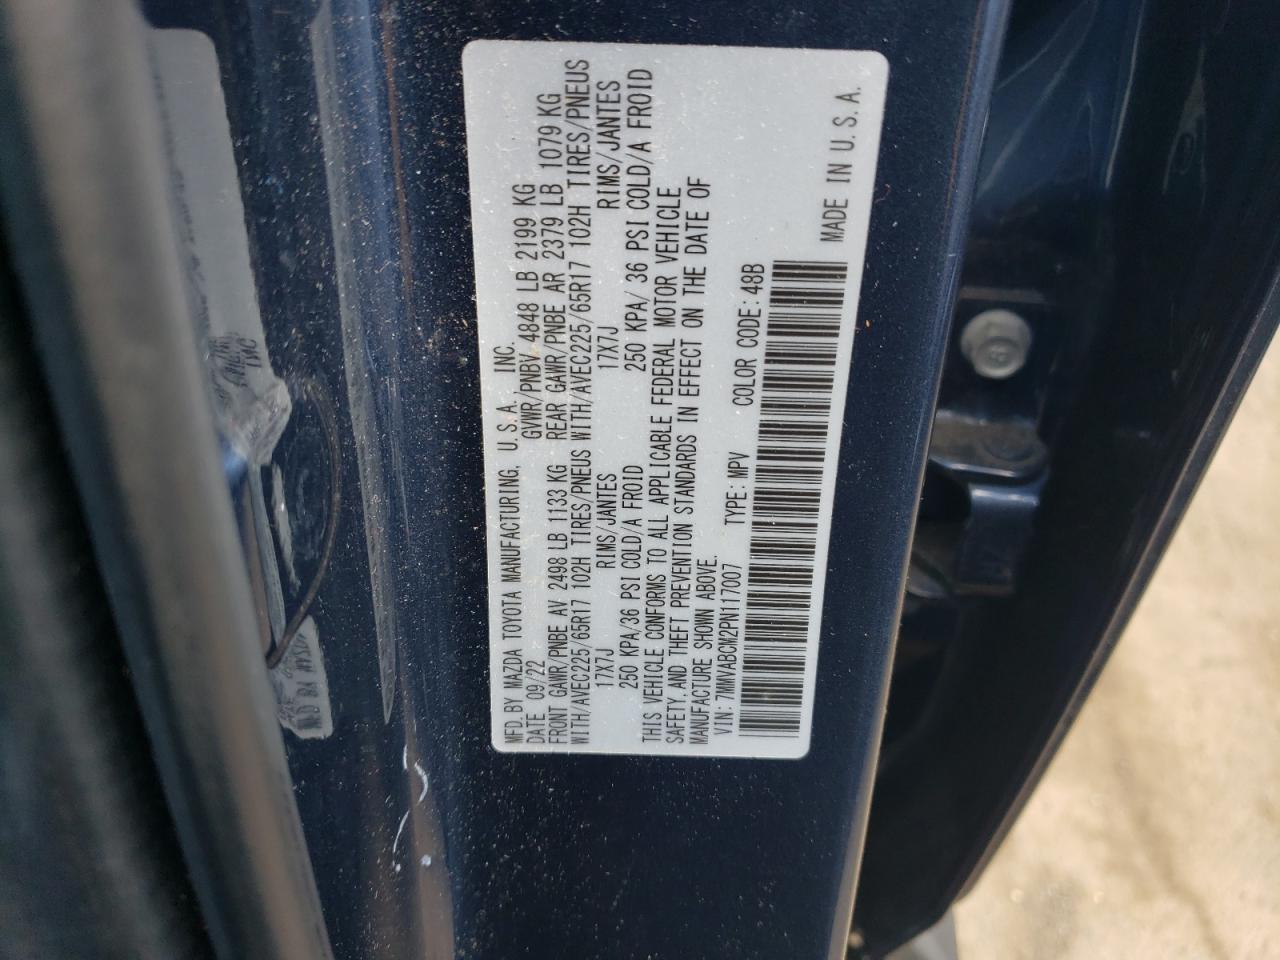 MFD. BY MAZDA TOYOTA MANUFACTURING, U.S.A., INC.
DATE 09/22 GVWR/PNBV 4848 LB 2199 KG
FRONT GAWR/PNBE AV 2498 LB 1133 KG REAR GAWR/PNBE AR 2379 LB 1079 KG
WITH/AVEC225/65R17 102H TIRES/PNEUS WITH/AVEC225/65R17 102H TIRES/PNEUS
17X7J RIMS/JANTES 17X7J RIMS/JANTES
250 KPA/36 PSI COLD/A FROID 250 KPA/ 36 PSI COLD/A FROID
THIS VEHICLE CONFORMS TO ALL APPLICABLE FEDERAL MOTOR VEHICLE
SAFETY AND THEFT PREVENTION STANDARDS IN EFFECT ON THE DATE OF
MANUFACTURE SHOWN ABOVE.
VIN: 7MMVABCM2PN117007 TYPE: MPV COLOR CODE: 48B
MADE IN U.S.A.